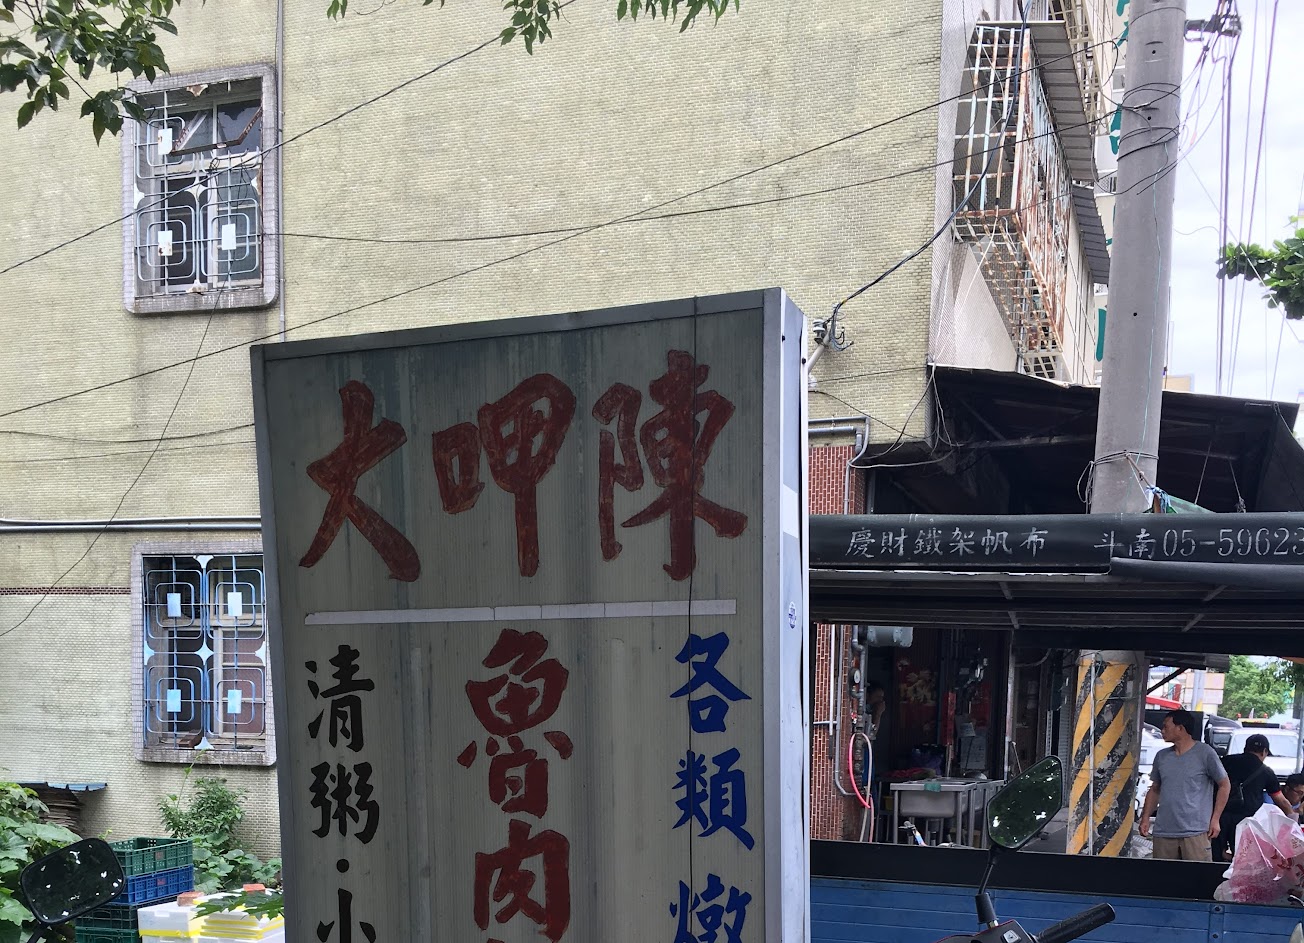 大呷陳
各類燉
魯肉
清粥·小
慶財鐵架帆布 斗南05-59623